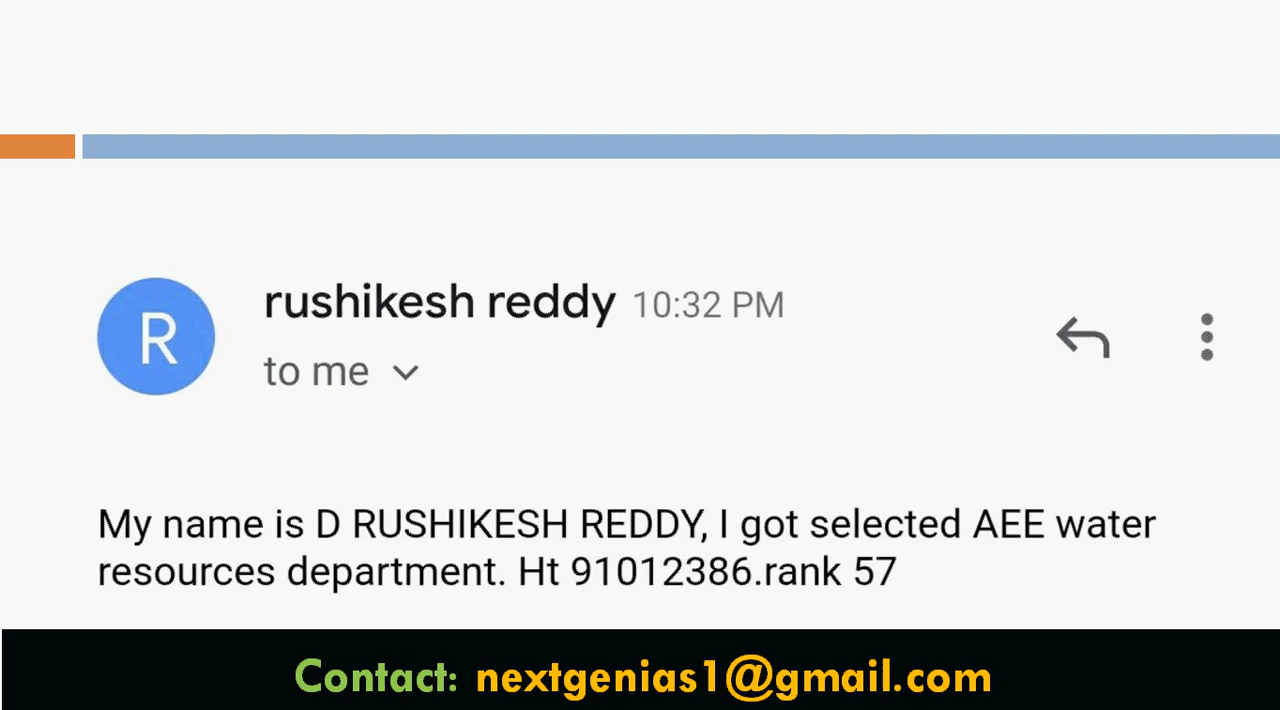 R
rushikesh reddy 10:32 PM
to me
My name is D RUSHIKESH REDDY, I got selected AEE water
resources department. Ht 91012386.rank 57
Contact: nextgenias1@gmail.com